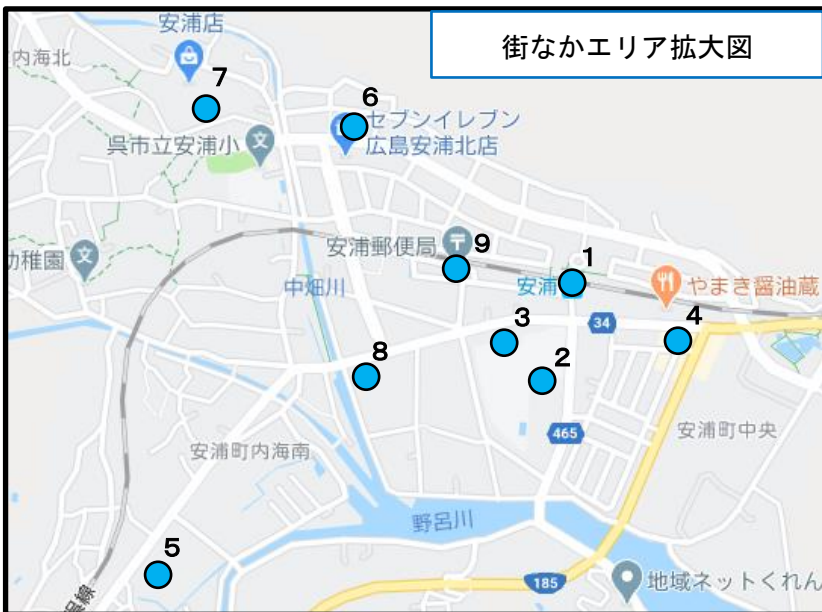 街なかエリア拡大図
安浦店
内海北
7
6
セブンイレブン
広島安浦北店
呉市立安浦小
文
安浦郵便局
9
1
幼稚園
文
中畑川
安浦
やまき醤油蔵
3
34
4
8
2
465
安浦町中央
安浦町内海南
野呂川
5
185
地域ネットくれん
呉線